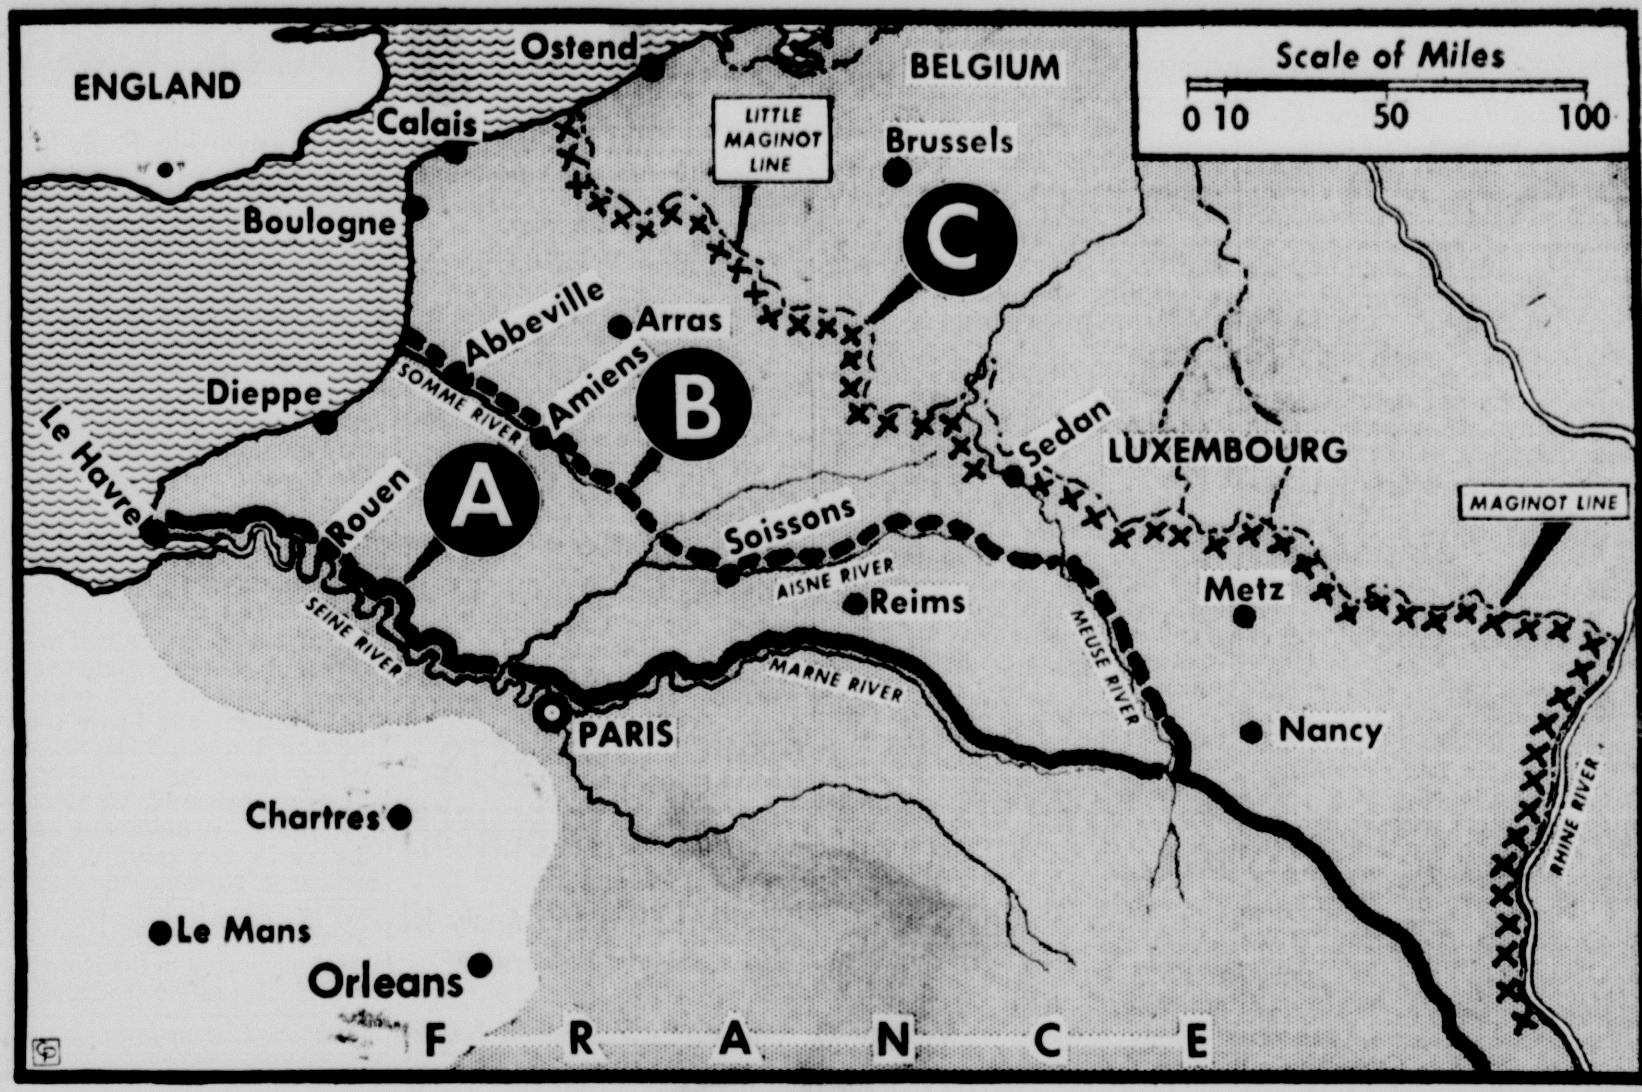 ENGLAND
Ostend
BELGIUM
Scale of Miles
0 10 50 100
Calais
LITTLE
MAGINOT
LINE
Brussels
Boulogne
C
Abbeville
Arras
Amiens
B
SOMME RIVER
Dieppe
Le Havre
Sedan
LUXEMBOURG
Rouen
A
MAGINOT LINE
Soissons
AISNE RIVER
Reims
Metz
SEINE RIVER
MEUSE RIVER
MARNE RIVER
PARIS
Nancy
RHINE RIVER
Chartres
Le Mans
Orleans
FRANCE